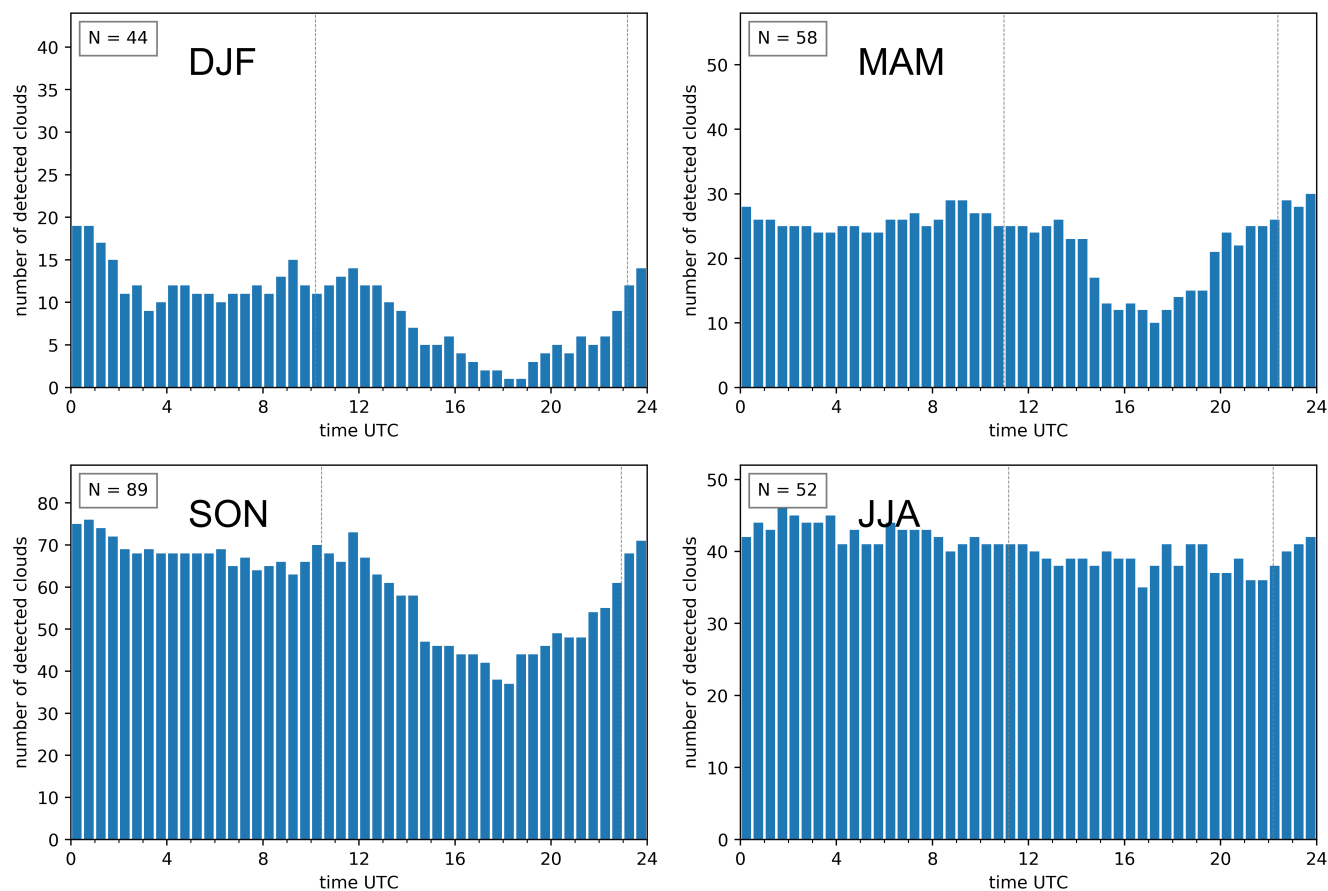 N = 44
DJF
number of detected clouds
40
35
30
25
20
15
10
5
0
0 4 8 12 16 20 24
time UTC
N = 58
MAM
number of detected clouds
50
40
30
20
10
0
0 4 8 12 16 20 24
time UTC
N = 89
SON
number of detected clouds
80
70
60
50
40
30
20
10
0
0 4 8 12 16 20 24
time UTC
N = 52
JJA
number of detected clouds
50
40
30
20
10
0
0 4 8 12 16 20 24
time UTC